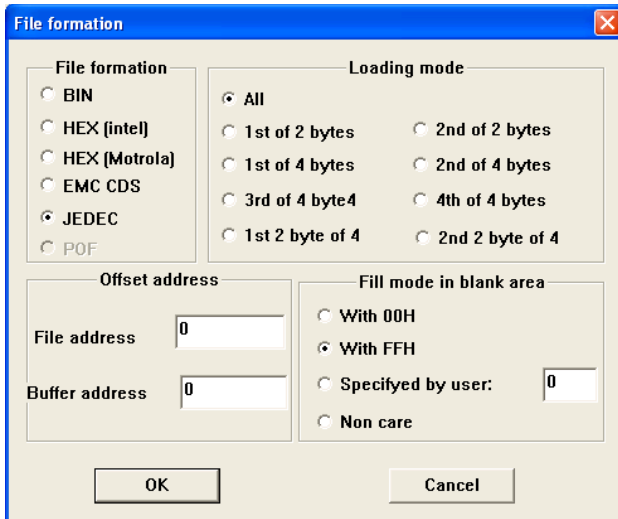 File formation
File formation
BIN
HEX (intel)
HEX (Motrola)
EMC CDS
JEDEC
POF
Loading mode
All
1st of 2 bytes
2nd of 2 bytes
1st of 4 bytes
2nd of 4 bytes
3rd of 4 byte4
4th of 4 bytes
1st 2 byte of 4
2nd 2 byte of 4
Offset address
File address 0
Buffer address 0
Fill mode in blank area
With 00H
With FFH
Specifyed by user: 0
Non care
OK
Cancel